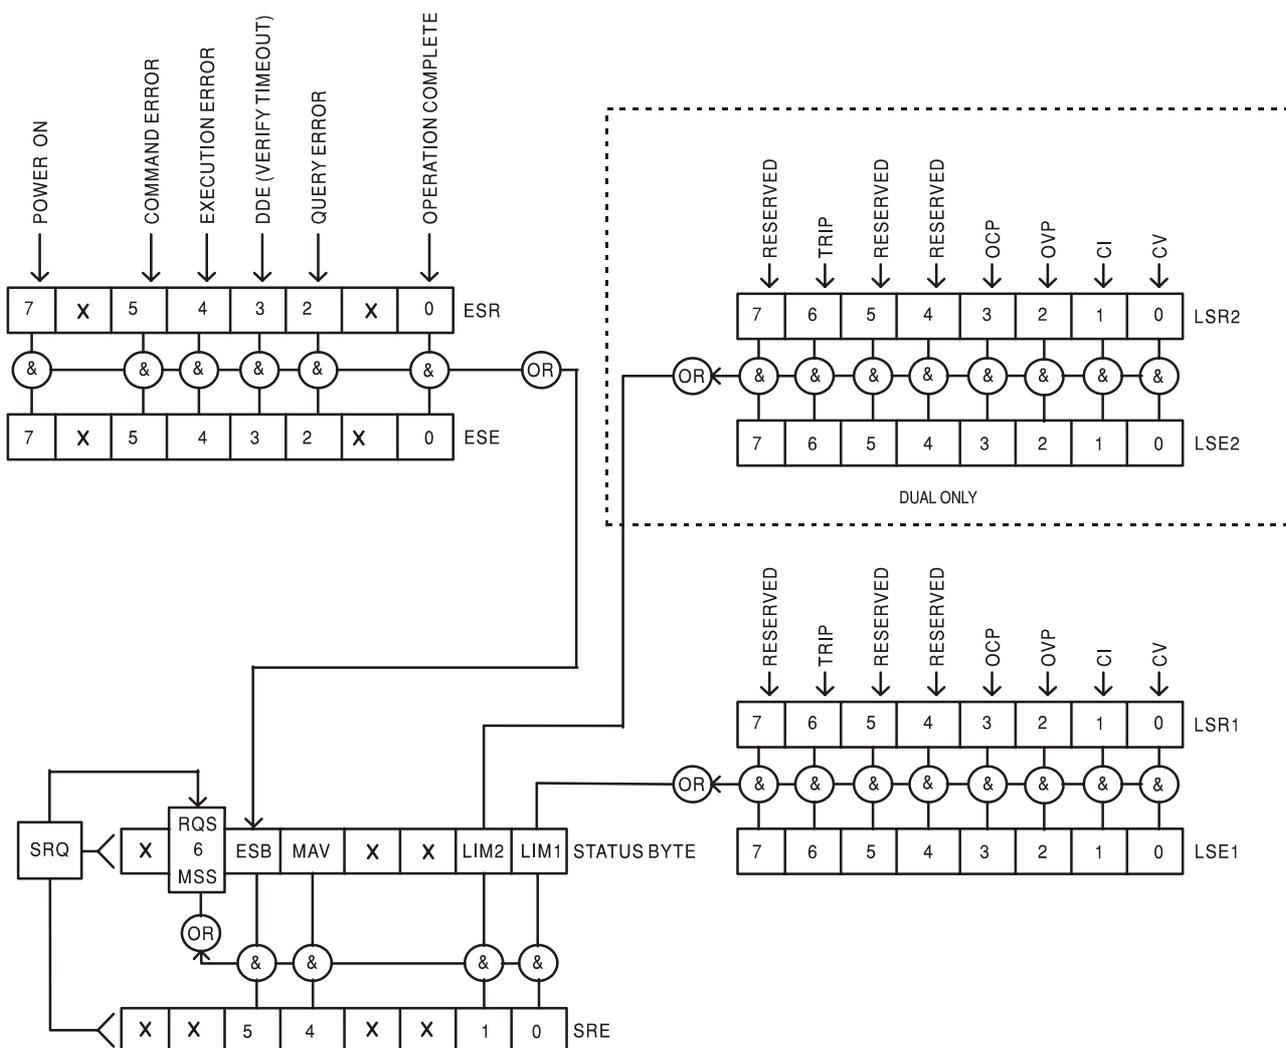 POWER ON
COMMAND ERROR
EXECUTION ERROR
DDE (VERIFY TIMEOUT)
QUERY ERROR
OPERATION COMPLETE
7 X 5 4 3 2 X 0 ESR
& & & & & & OR
7 X 5 4 3 2 X 0 ESE
RESERVED
TRIP
RESERVED
RESERVED
OCP
OVP
CI
CV
7 6 5 4 3 2 1 0 LSR2
OR & & & & & & & &
7 6 5 4 3 2 1 0 LSE2
DUAL ONLY
RESERVED
TRIP
RESERVED
RESERVED
OCP
OVP
CI
CV
7 6 5 4 3 2 1 0 LSR1
OR & & & & & & & &
7 6 5 4 3 2 1 0 LSE1
SRQ
X
RQS
6
MSS
ESB MAV X X LIM2 LIM1 STATUS BYTE
OR
& & & &
X X 5 4 X X 1 0 SRE